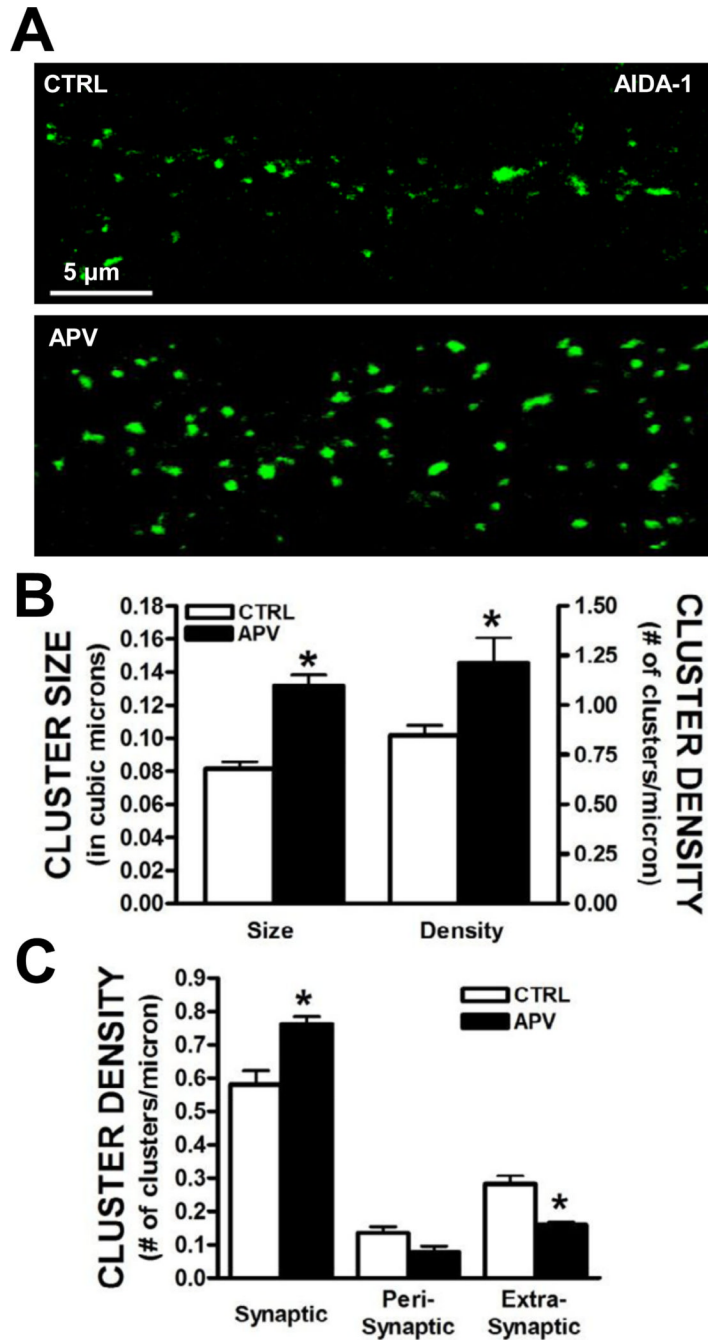 A
CTRL
AIDA-1
5 μm
APV
B
CLUSTER SIZE
(in cubic microns)
0.18
0.16
0.14
0.12
0.10
0.08
0.06
0.04
0.02
0.00
CTRL
APV
*
*
1.50
1.25
1.00
0.75
0.50
0.25
0.00
CLUSTER DENSITY
(# of clusters/micron)
Size
Density
C
CLUSTER DENSITY
(# of clusters/micron)
0.9
0.8
0.7
0.6
0.5
0.4
0.3
0.2
0.1
0.0
*
CTRL
APV
*
Synaptic
Peri-
Synaptic
Extra-
Synaptic